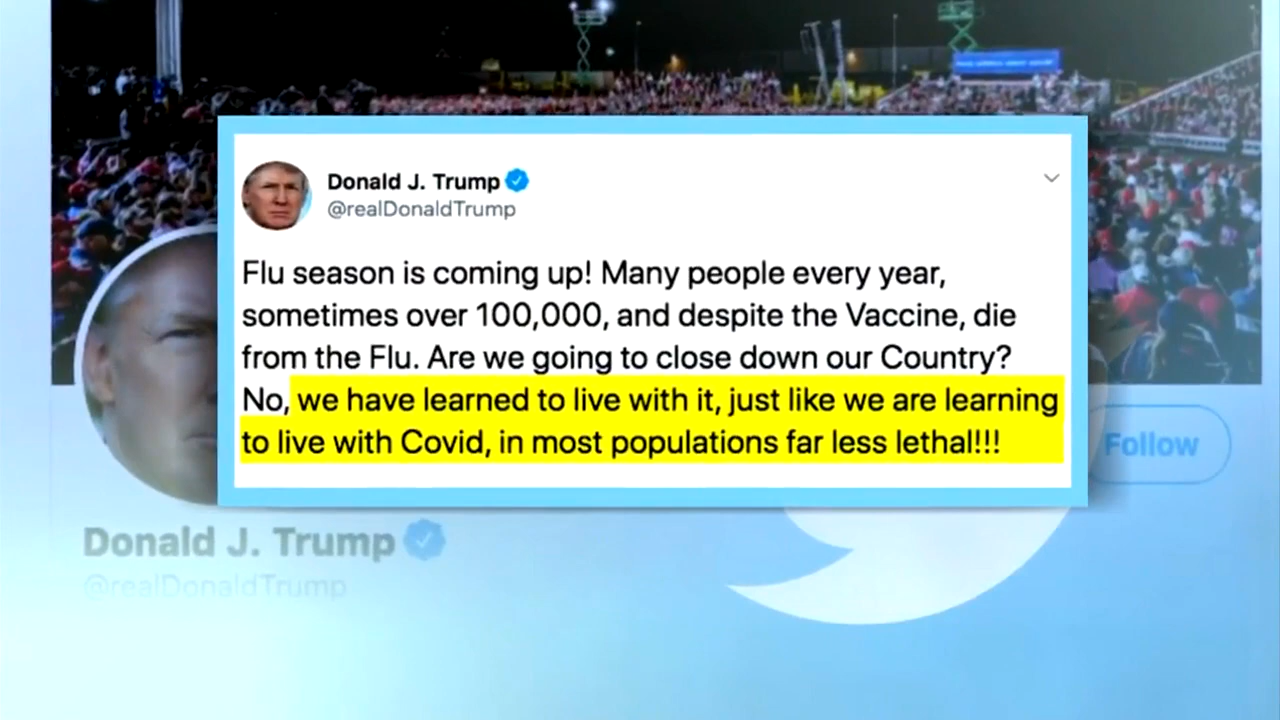 Donald J. Trump
@realDonaldTrump
Flu season is coming up! Many people every year,
sometimes over 100,000, and despite the Vaccine, die
from the Flu. Are we going to close down our Country?
No, we have learned to live with it, just like we are learning
to live with Covid, in most populations far less lethal!!!
Follow
Donald J. Trump
@realDonaldTrump